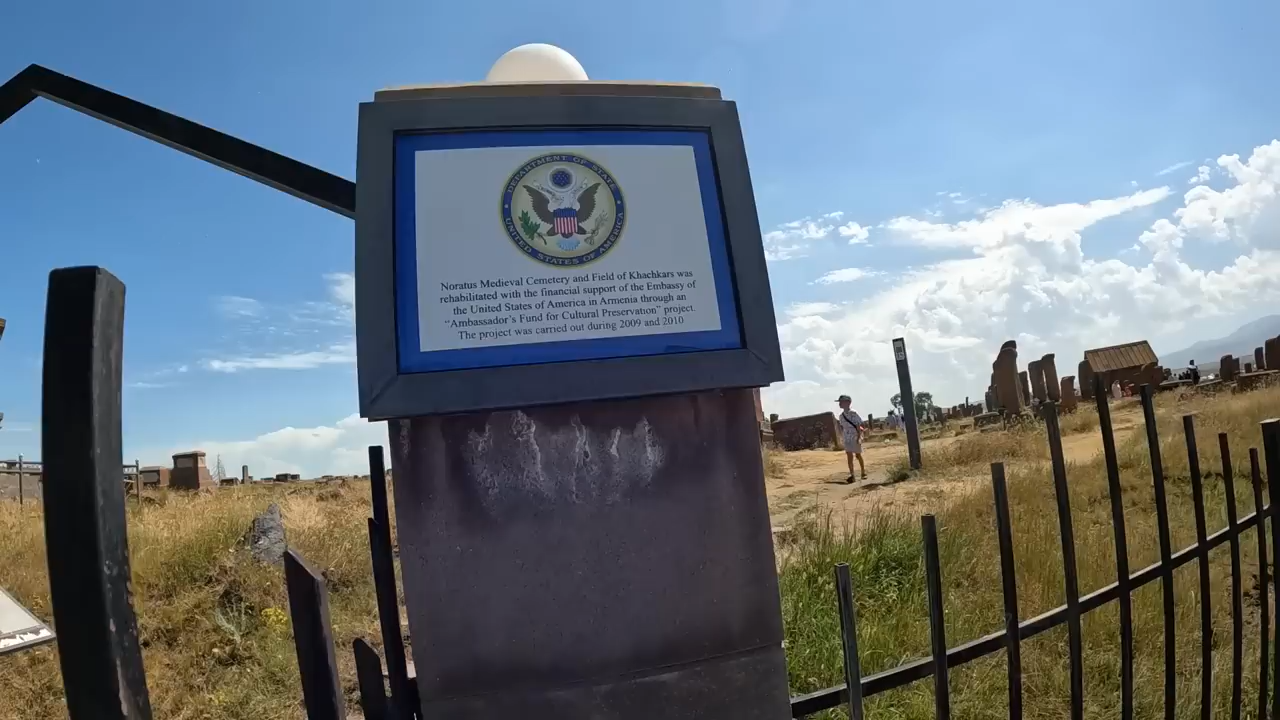 DEPARTMENT OF STATE
UNITED STATES OF AMERICA
Noratus Medieval Cemetery and Field of Khachkars was
rehabilitated with the financial support of the Embassy of
the United States of America in Armenia through an
“Ambassador’s Fund for Cultural Preservation” project.
The project was carried out during 2009 and 2010